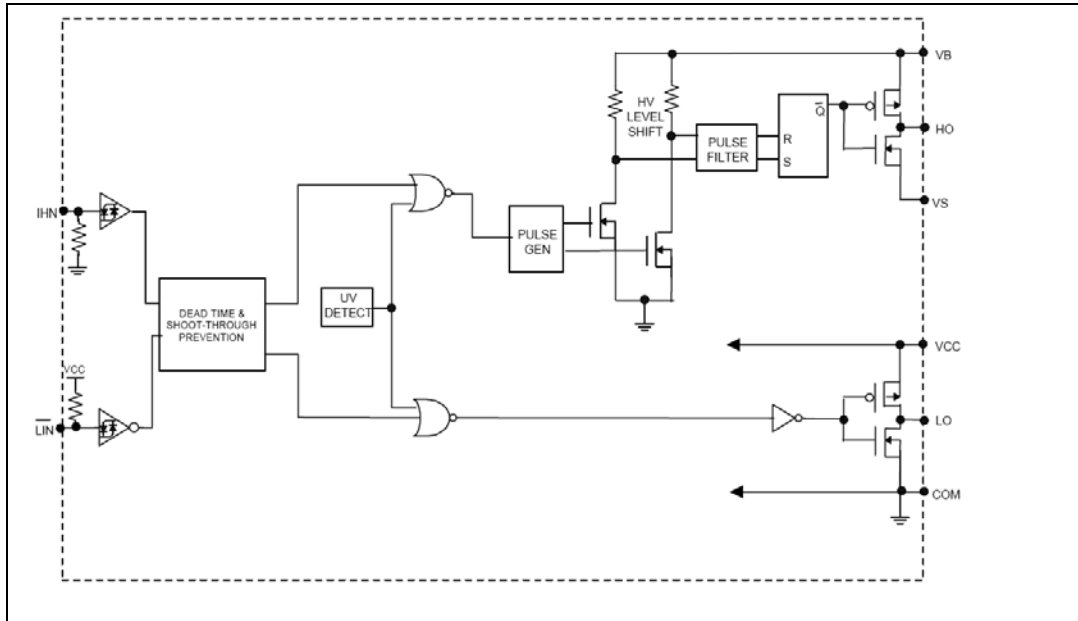 VB
HV
LEVEL
SHIFT
Q
PULSE
FILTER
R
S
HO
VS
IHN
PULSE
GEN
UV
DETECT
DEAD TIME &
SHOOT-THROUGH
PREVENTION
VCC
VCC
LIN
LO
COM